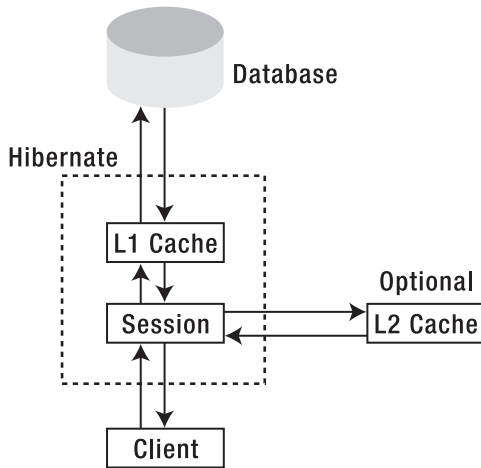 Database
Hibernate
L1 Cache
Optional
Session
L2 Cache
Client